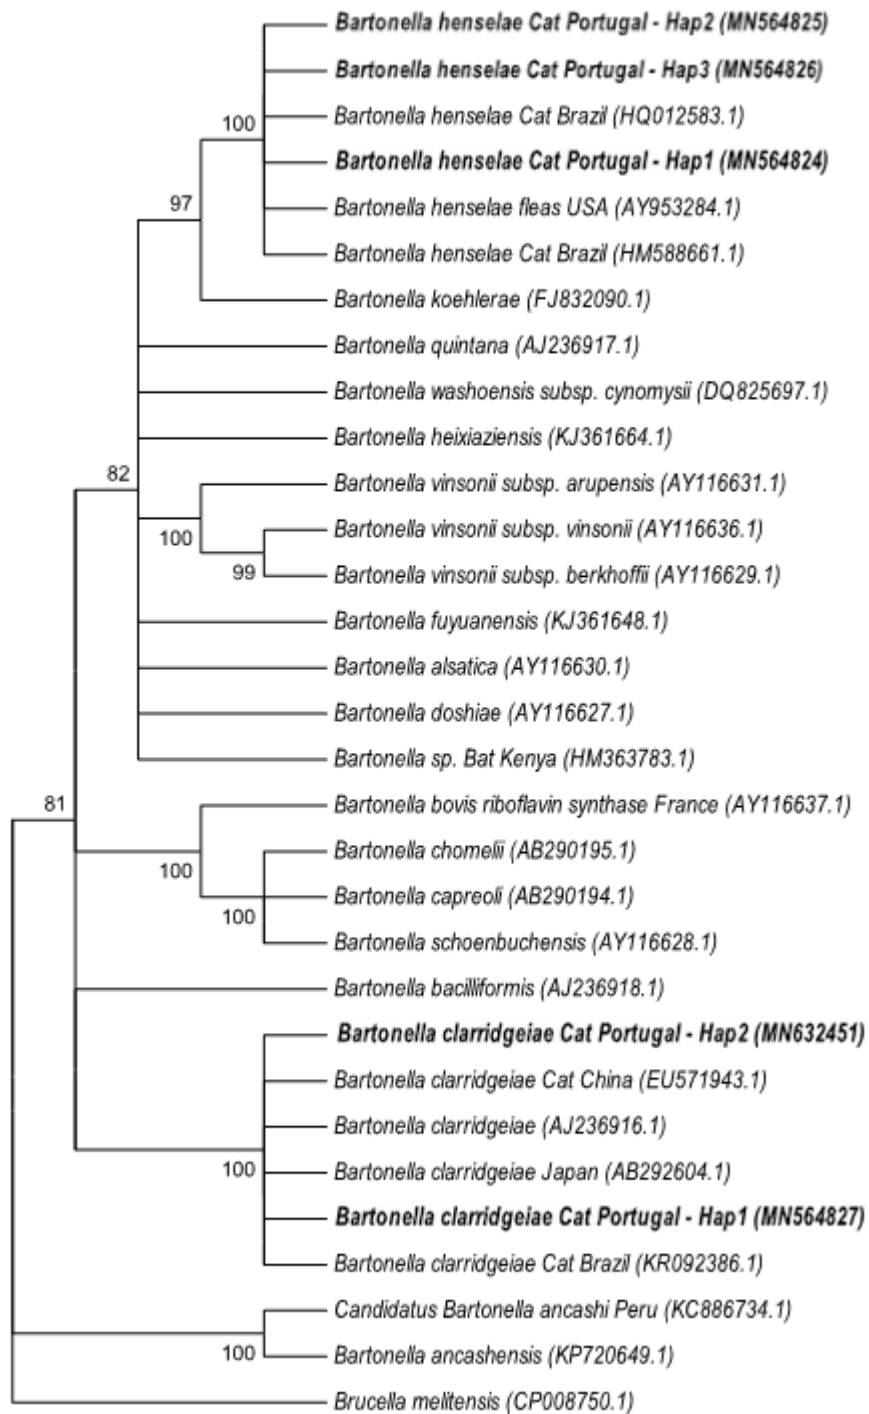 Bartonella henselae Cat Portugal - Hap2 (MN564825)
Bartonella henselae Cat Portugal - Hap3 (MN564826)
100
Bartonella henselae Cat Brazil (HQ012583.1)
Bartonella henselae Cat Portugal - Hap1 (MN564824)
97
Bartonella henselae fleas USA (AY953284.1)
Bartonella henselae Cat Brazil (HM588661.1)
Bartonella koehlerae (FJ832090.1)
Bartonella quintana (AJ236917.1)
Bartonella washoensis subsp. cynomysii (DQ825697.1)
Bartonella heixiaziensis (KJ361664.1)
82
Bartonella vinsonii subsp. arupensis (AY116631.1)
100
Bartonella vinsonii subsp. vinsonii (AY116636.1)
99
Bartonella vinsonii subsp. berkhoffii (AY116629.1)
Bartonella fuyuanensis (KJ361648.1)
Bartonella alsatica (AY116630.1)
Bartonella doshiae (AY116627.1)
Bartonella sp. Bat Kenya (HM363783.1)
81
Bartonella bovis riboflavin synthase France (AY116637.1)
Bartonella chomelii (AB290195.1)
100
Bartonella capreoli (AB290194.1)
100
Bartonella schoenbuchensis (AY116628.1)
Bartonella bacilliformis (AJ236918.1)
Bartonella clarridgeiae Cat Portugal - Hap2 (MN632451)
Bartonella clarridgeiae Cat China (EU571943.1)
Bartonella clarridgeiae (AJ236916.1)
100
Bartonella clarridgeiae Japan (AB292604.1)
Bartonella clarridgeiae Cat Portugal - Hap1 (MN564827)
Bartonella clarridgeiae Cat Brazil (KR092386.1)
Candidatus Bartonella ancashi Peru (KC886734.1)
100
Bartonella ancashensis (KP720649.1)
Brucella melitensis (CP008750.1)